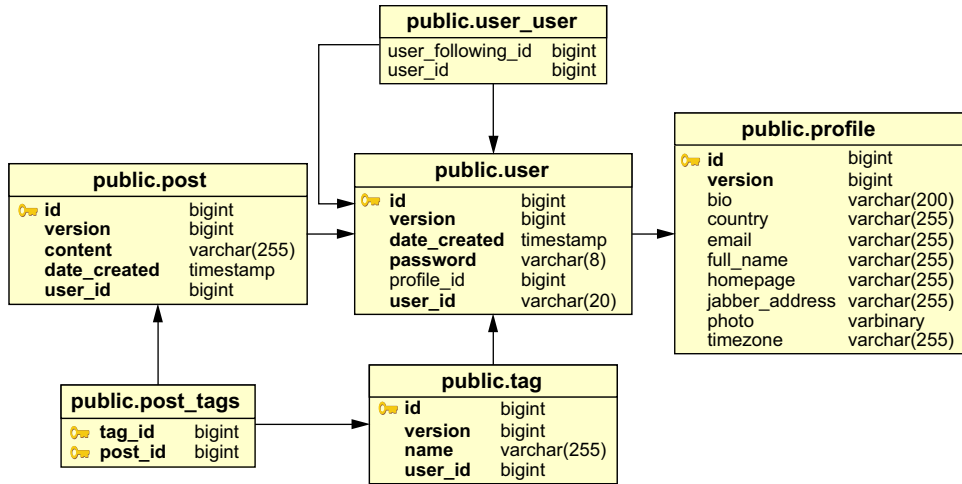 public.user_user
user_following_id bigint
user_id bigint
public.post
id bigint
version bigint
content varchar(255)
date_created timestamp
user_id bigint
public.user
id bigint
version bigint
date_created timestamp
password varchar(8)
profile_id bigint
user_id varchar(20)
public.profile
id bigint
version bigint
bio varchar(200)
country varchar(255)
email varchar(255)
full_name varchar(255)
homepage varchar(255)
jabber_address varchar(255)
photo varbinary
timezone varchar(255)
public.post_tags
tag_id bigint
post_id bigint
public.tag
id bigint
version bigint
name varchar(255)
user_id bigint